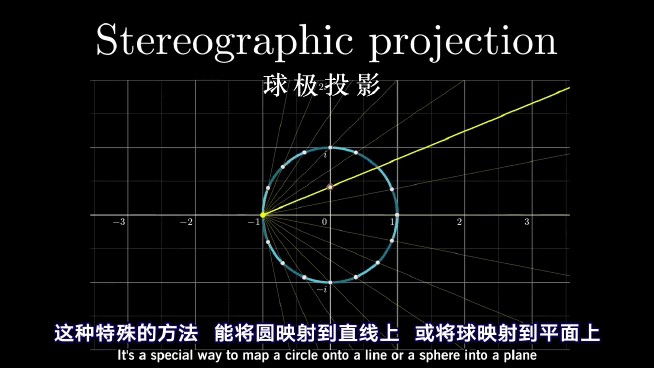 Stereographic projection
球极投影
2
i
-3 -2 -1 0 1 2 3
-i
这种特殊的方法 能将圆映射到直线上 或将球映射到平面上
It's a special way to map a circle onto a line or a sphere into a plane